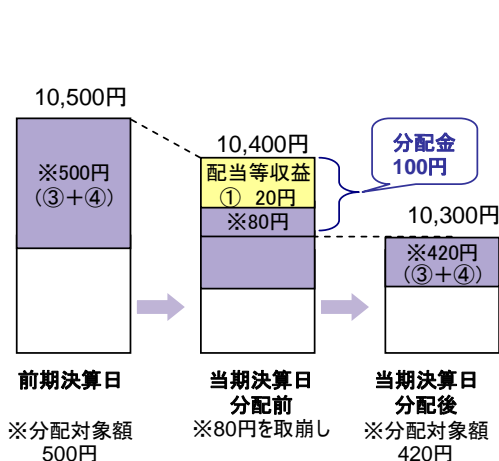 10,500円
※500円
(③+④)
前期決算日
※分配対象額
500円
10,400円
配当等収益
① 20円
※80円
当期決算日
分配前
※80円を取崩し
分配金
100円
10,300円
※420円
(③+④)
当期決算日
分配後
※分配対象額
420円